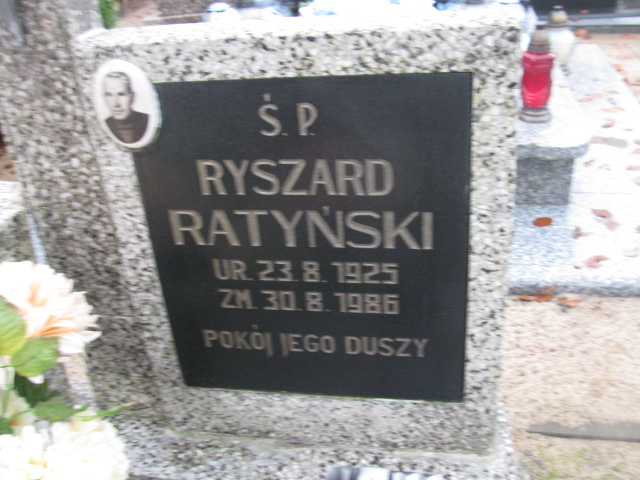 Ś. P.
RYSZARD
RATYŃSKI
UR. 23. 8. 1925
ZM. 30. 8. 1986
POKÓJ JEGO DUSZY